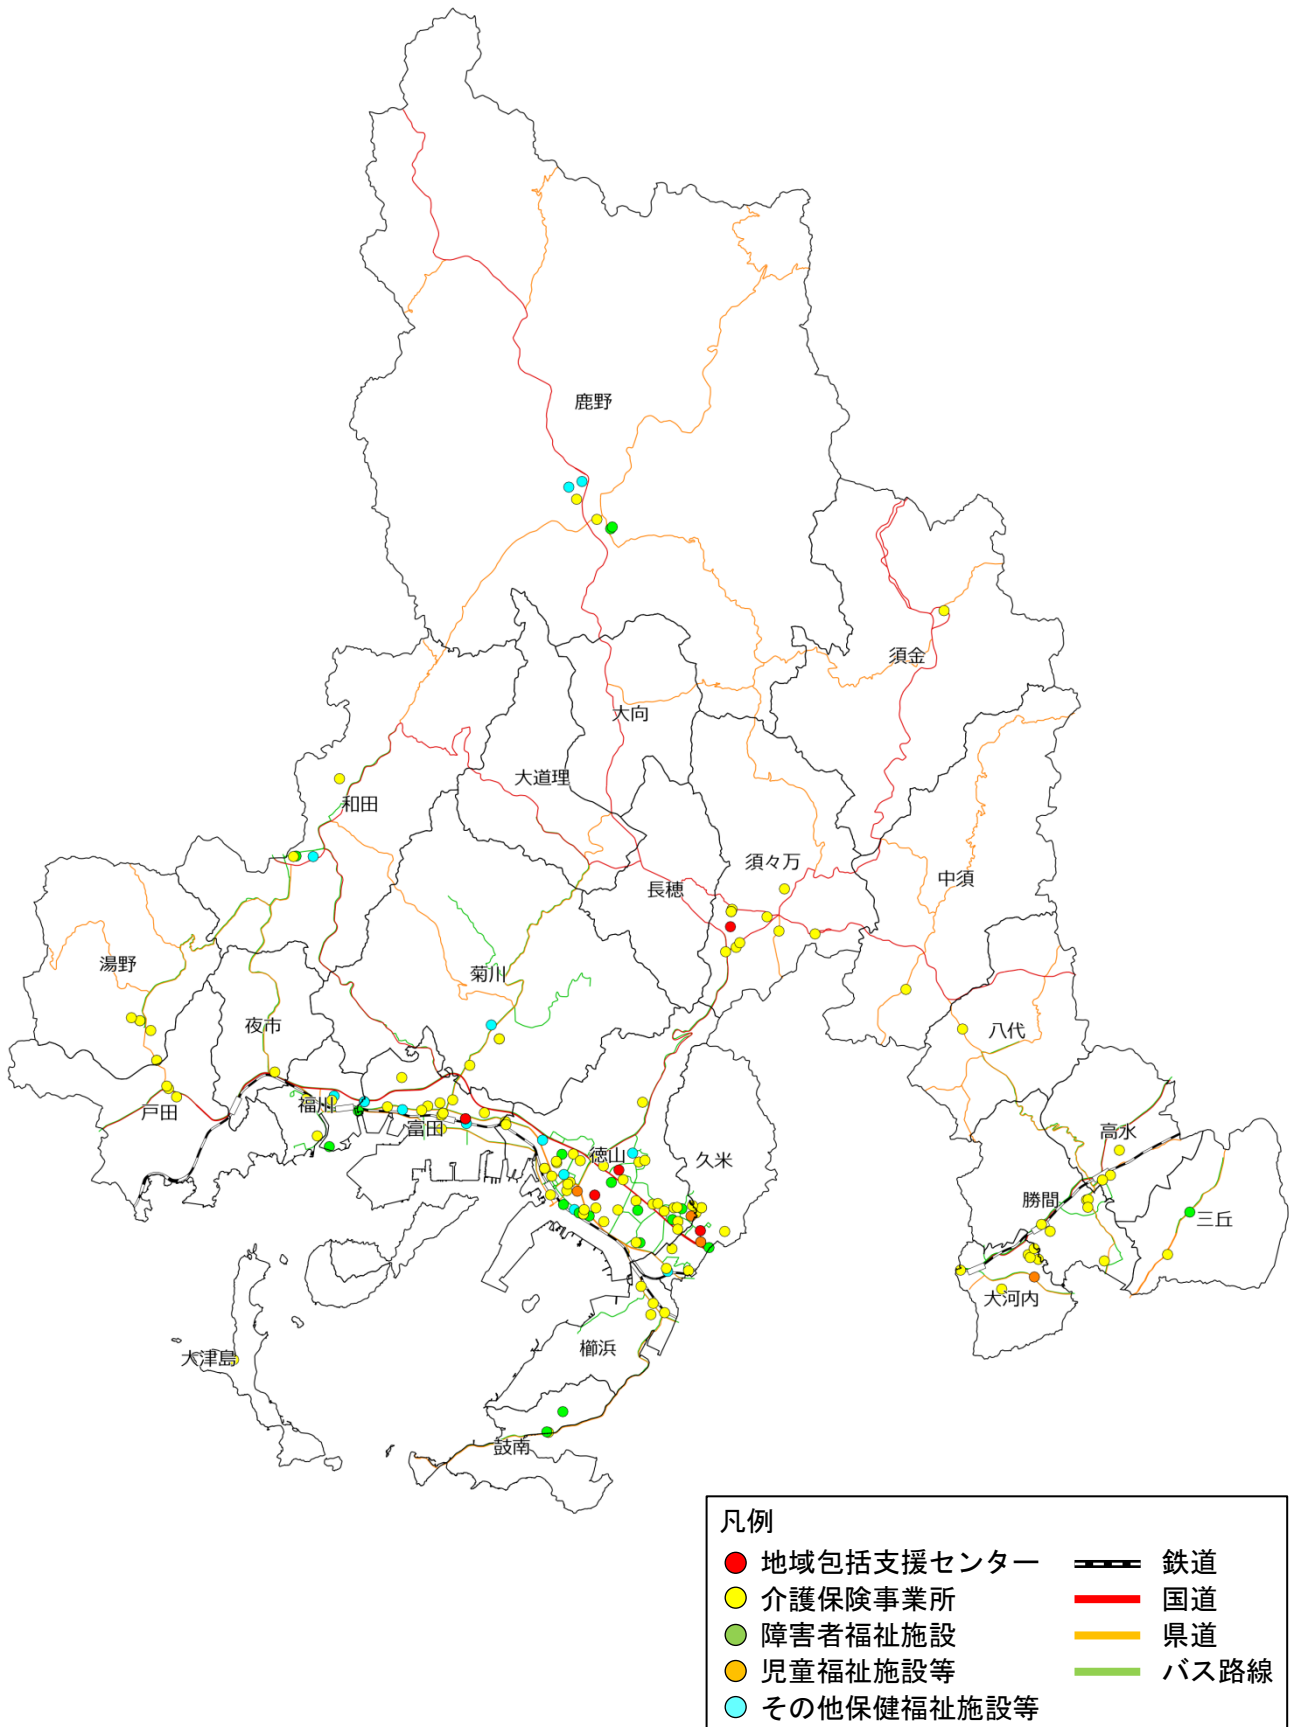 鹿野
須金
大向
大道理
和田
須々万
中須
長穂
湯野
菊川
夜市
八代
戸田
福川
富田
徳山
久米
高水
勝間
三丘
大河内
櫛浜
大津島
鼓南
凡例
地域包括支援センター
介護保険事業所
障害者福祉施設
児童福祉施設等
その他保健福祉施設等
鉄道
国道
県道
バス路線